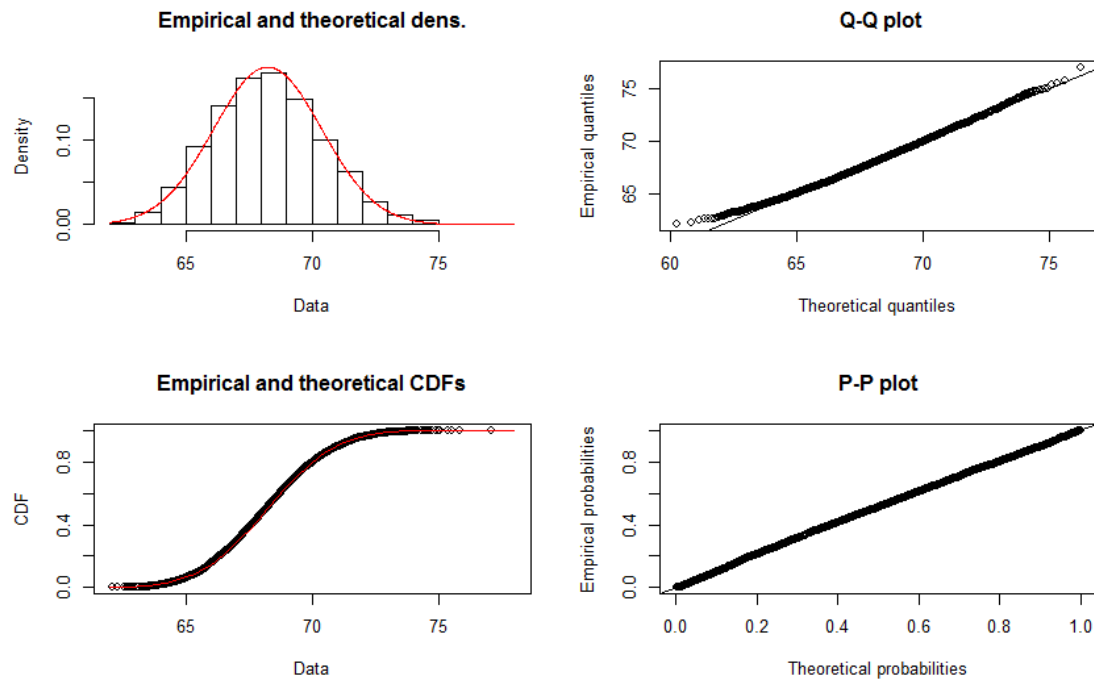 Empirical and theoretical dens.
Density
0.00
0.10
65
70
75
Data
Q-Q plot
Empirical quantiles
65
70
75
60
65
70
75
Theoretical quantiles
Empirical and theoretical CDFs
CDF
0.0
0.4
0.8
65
70
75
Data
P-P plot
Empirical probabilities
0.0
0.4
0.8
0.0
0.2
0.4
0.6
0.8
1.0
Theoretical probabilities